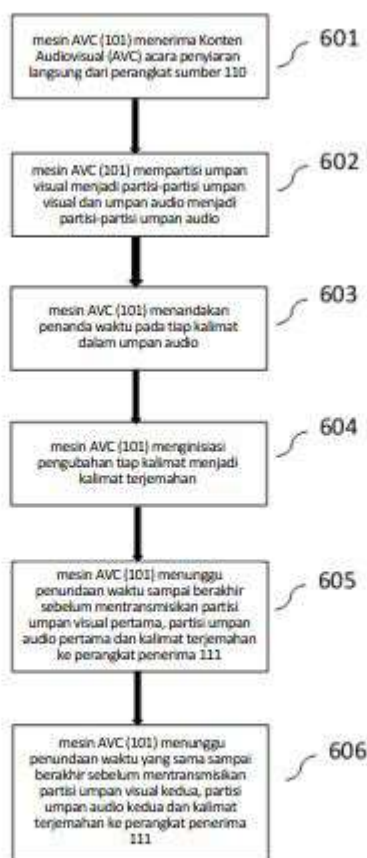 mesin AVC (101) menerima Konten
Audiovisual (AVC) acara penyiaran
langsung dari perangkat sumber 110
601
mesin AVC (101) mempartisi umpan
visual menjadi partisi-partisi umpan
visual dan umpan audio menjadi
partisi-partisi umpan audio
602
mesin AVC (101) menandakan
penanda waktu pada tiap kalimat
dalam umpan audio
603
mesin AVC (101) menginisiasi
pengubahan tiap kalimat menjadi
kalimat terjemahan
604
mesin AVC (101) menunggu
penundaan waktu sampai berakhir
sebelum mentransmisikan partisi
umpan visual pertama, partisi umpan
audio pertama dan kalimat terjemahan
ke perangkat penerima 111
605
mesin AVC (101) menunggu
penundaan waktu yang sama sampai
berakhir sebelum mentransmisikan
partisi umpan visual kedua, partisi
umpan audio kedua dan kalimat
terjemahan ke perangkat penerima
111
606